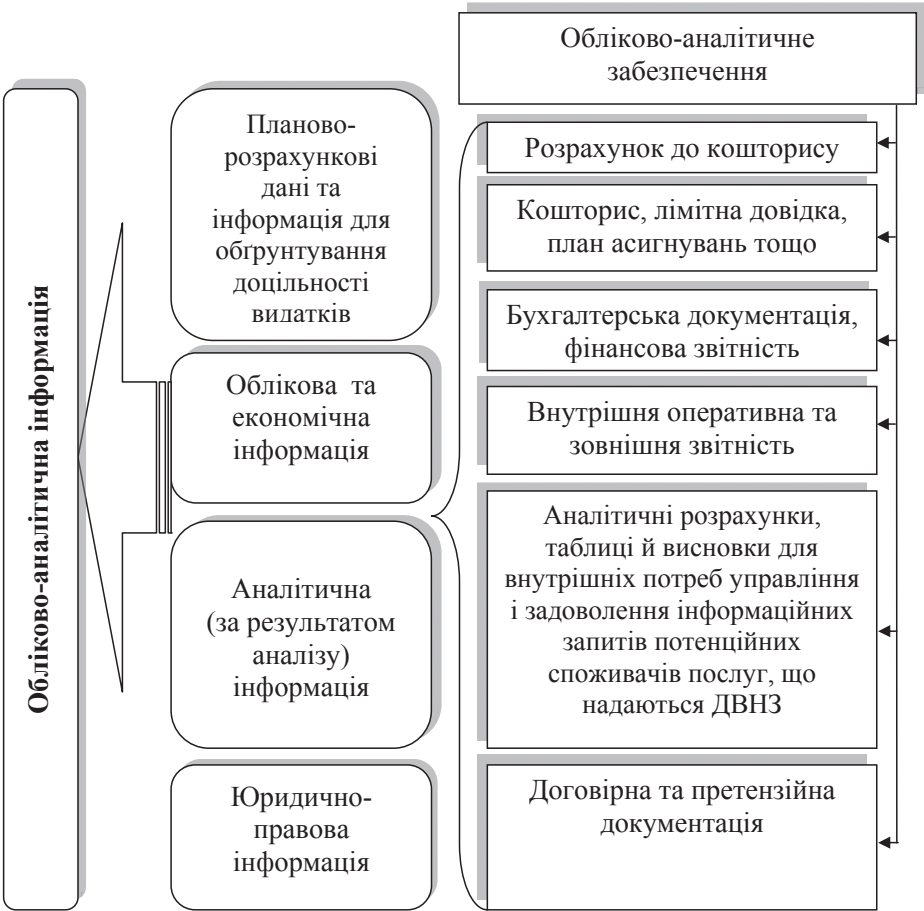 Обліково-аналітичне
забезпечення
Обліково-аналітична інформація
Планово-
розрахункові
дані та
інформація для
обґрунтування
доцільності
видатків
Облікова та
економічна
інформація
Аналітична
(за результатом
аналізу)
інформація
Юридично-
правова
інформація
Розрахунок до кошторису
Кошторис, лімітна довідка,
план асигнувань тощо
Бухгалтерська документація,
фінансова звітність
Внутрішня оперативна та
зовнішня звітність
Аналітичні розрахунки,
таблиці й висновки для
внутрішніх потреб управління
і задоволення інформаційних
запитів потенційних
споживачів послуг, що
надаються ДВНЗ
Договірна та претензійна
документація